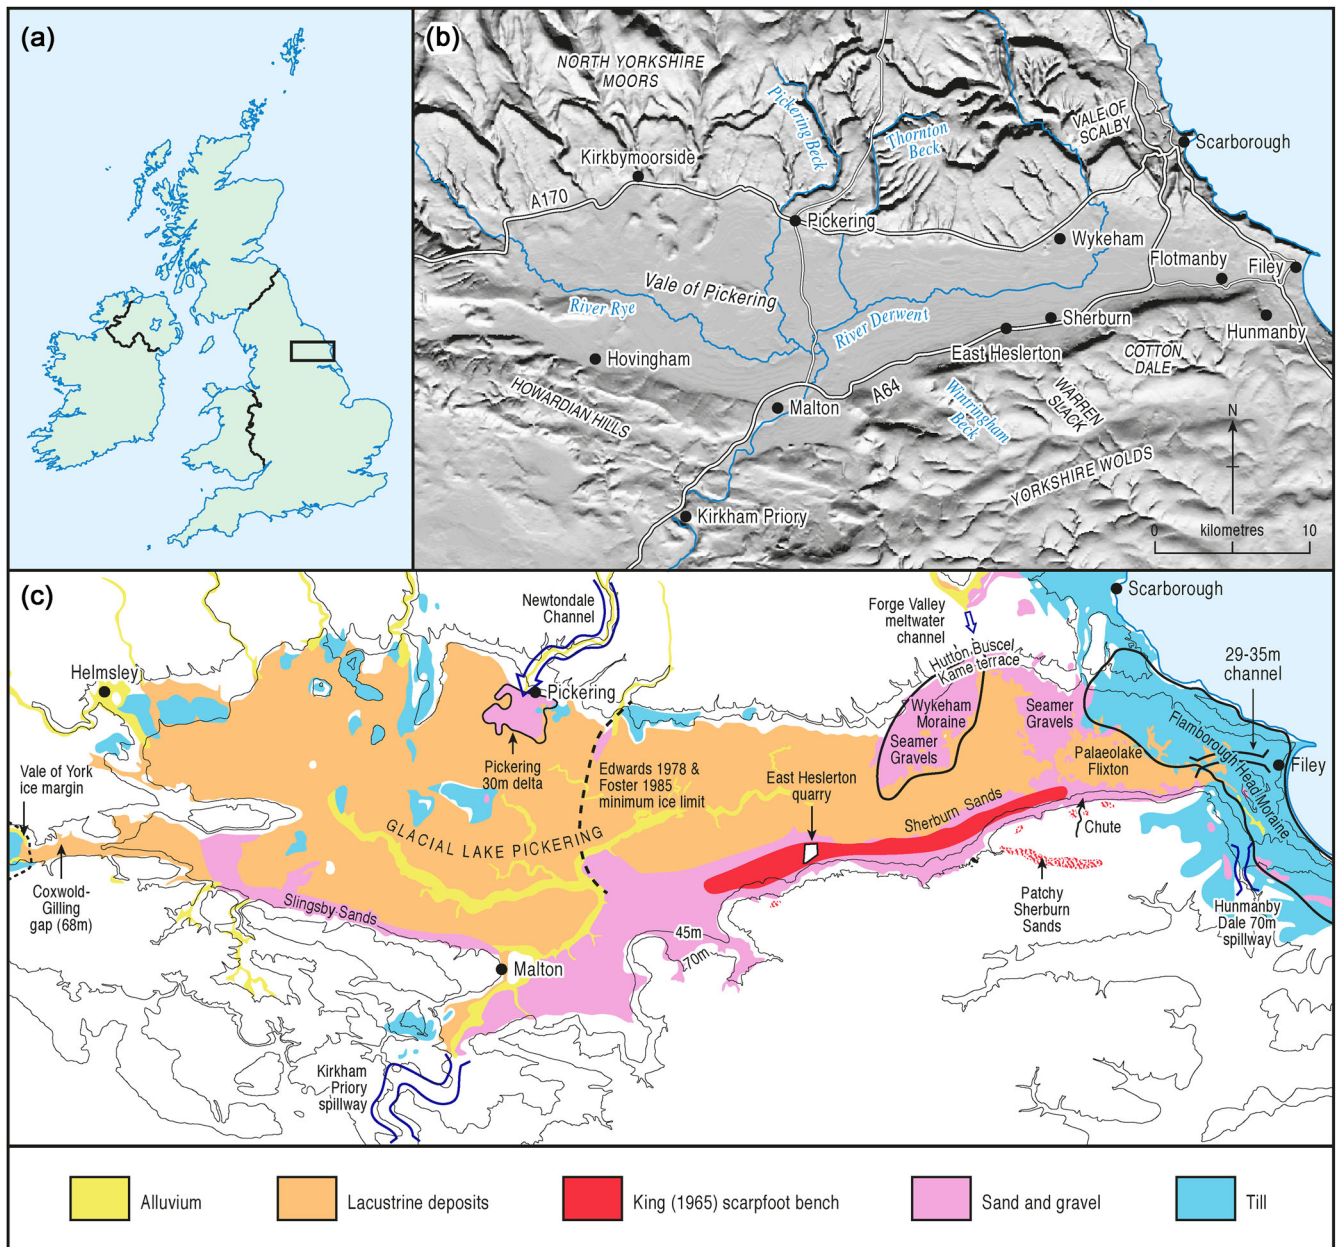 (a)
(b)
NORTH YORKSHIRE
MOORS
Pickering
Beck
Thornton
Beck
VALE OF
SCALBY
Scarborough
Kirkbymoorside
A170
Pickering
Wykeham
Flotmanby
Filey
Vale of Pickering
River Rye
River Derwent
Sherburn
Hunmanby
Hovingham
East Heslerton
COTTON
DALE
HOWARDIAN HILLS
Malton
A64
Wintringham
Beck
WARREN
SLACK
N
YORKSHIRE WOLDS
Kirkham Priory
0 kilometres 10
(c)
Newtondale
Channel
Forge Valley
meltwater
channel
Scarborough
Helmsley
Hutton Buscel
Kame terrace
29-35m
channel
Pickering
Wykeham
Moraine
Seamer
Gravels
Seamer
Gravels
Flamborough Head Moraine
Vale of York
ice margin
Pickering
30m delta
Edwards 1978 &
Foster 1985
minimum ice limit
East Heslerton
quarry
Palaeolake
Flixton
Filey
GLACIAL LAKE PICKERING
Sherburn Sands
Chute
Coxwold-
Gilling
gap (68m)
Slingsby Sands
Patchy
Sherburn
Sands
Hunmanby
Dale 70m
spillway
45m
70m
Malton
Kirkham
Priory
spillway
Alluvium
Lacustrine deposits
King (1965) scarpfoot bench
Sand and gravel
Till